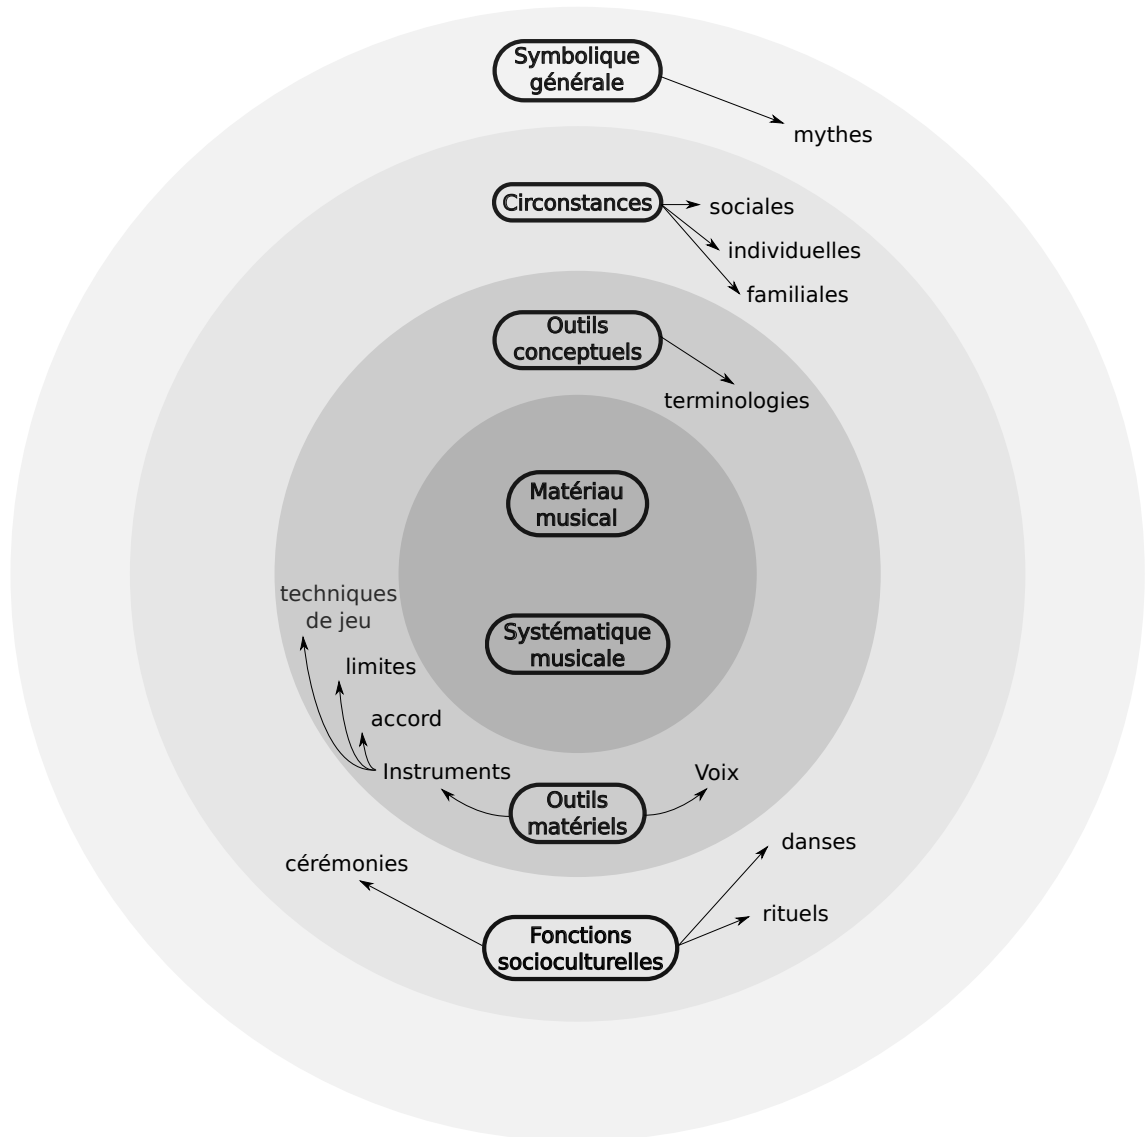 Symbolique
générale
mythes
Circonstances
sociales
individuelles
familiales
Outils
conceptuels
terminologies
Matériau
musical
techniques
de jeu
Systématique
musicale
limites
accord
Instruments
Voix
Outils
matériels
danses
cérémonies
rituels
Fonctions
socioculturelles